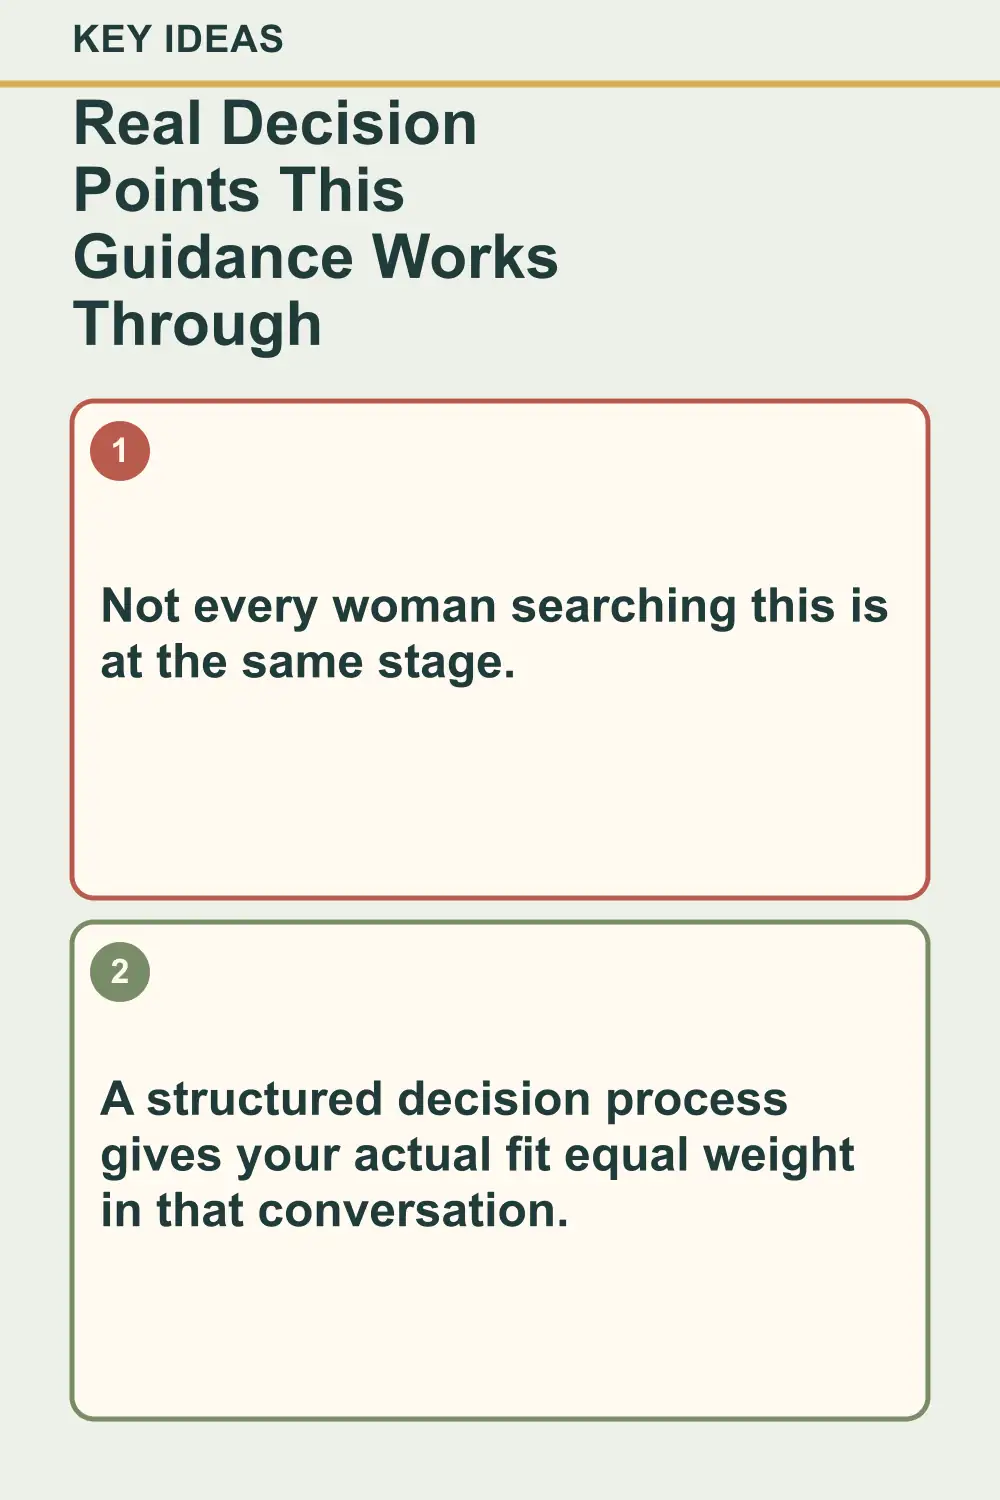 KEY IDEAS
Real Decision
Points This
Guidance Works
Through
1
Not every woman searching this is
at the same stage.
2
A structured decision process
gives your actual fit equal weight
in that conversation.